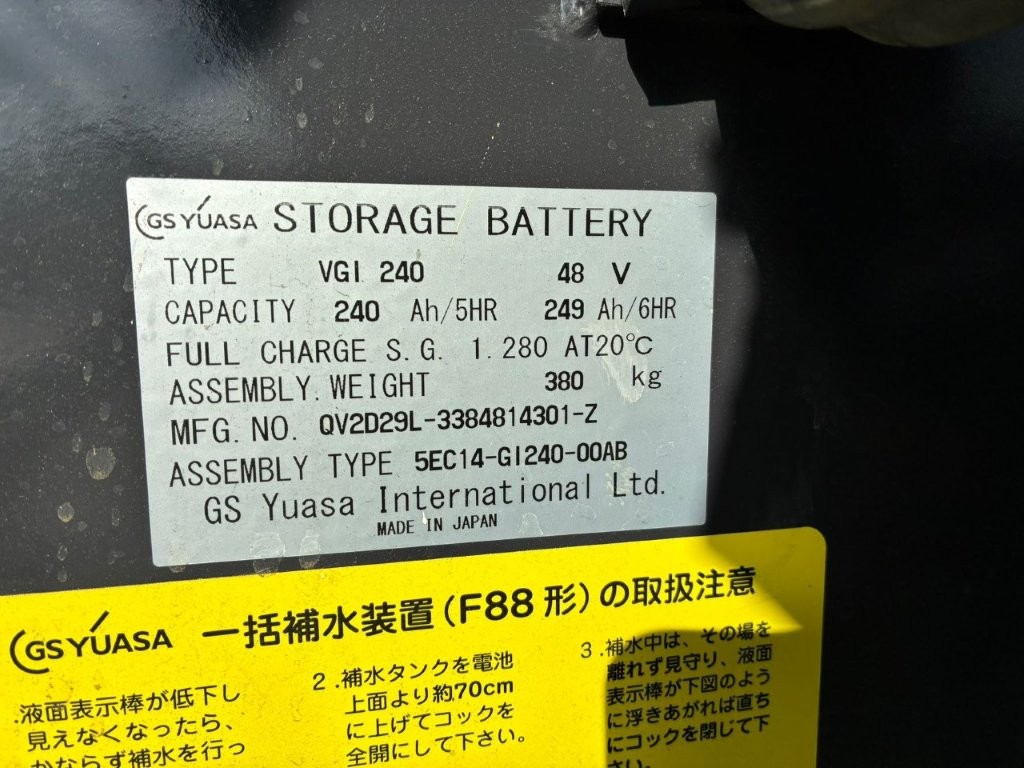 GS YUASA STORAGE BATTERY
TYPE VGI 240 48 V
CAPACITY 240 Ah/5HR 249 Ah/6HR
FULL CHARGE S.G. 1.280 AT20℃
ASSEMBLY.WEIGHT 380 kg
MFG.NO. QV2D29L-3384814301-Z
ASSEMBLY TYPE 5EC14-GI240-00AB
GS Yuasa International Ltd.
MADE IN JAPAN
GS YUASA 一括補水装置(F88形)の取扱注意
.液面表示棒が低下し
見えなくなったら、
かならず補水を行っ
2.補水タンクを電池
上面より約70cm
に上げてコックを
全開にして下さい。
3.補水中は、その場を
離れず見守り、液面
表示棒が下図のよう
に浮きあがれば直ち
にコックを閉じて下
さい。